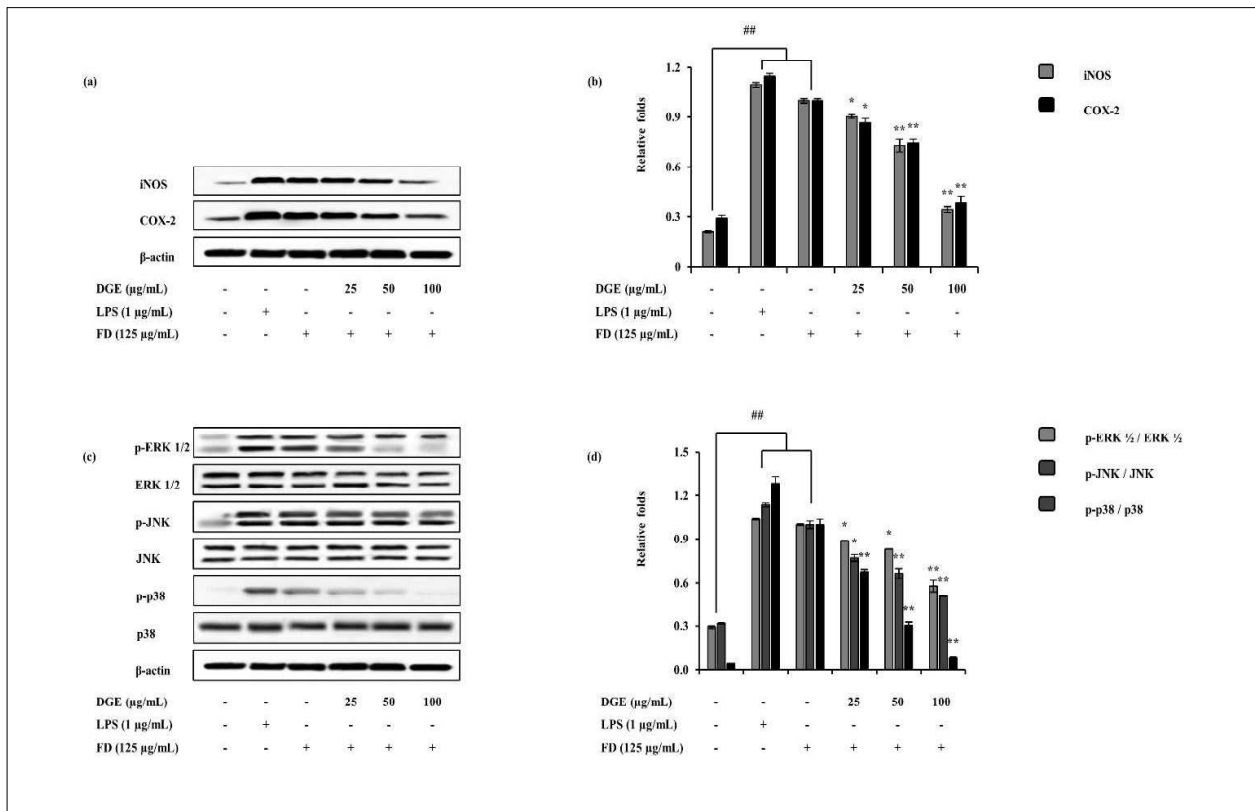 (a)
iNOS
COX-2
β-actin
DGE (µg/mL) - - - 25 50 100
LPS (1 µg/mL) - + - - - -
FD (125 µg/mL) - - + + + +
(b)
##
Relative folds
1.2
0.9
0.6
0.3
0
* *
** **
** **
iNOS
COX-2
DGE (µg/mL) - - - 25 50 100
LPS (1 µg/mL) - + - - - -
FD (125 µg/mL) - - + + + +
(c)
p-ERK 1/2
ERK 1/2
p-JNK
JNK
p-p38
p38
β-actin
DGE (µg/mL) - - - 25 50 100
LPS (1 µg/mL) - + - - - -
FD (125 µg/mL) - - + + + +
(d)
##
Relative folds
1.5
1.2
0.9
0.6
0.3
0.0
* * **
* ** **
** ** **
p-ERK ½ / ERK ½
p-JNK / JNK
p-p38 / p38
DGE (µg/mL) - - - 25 50 100
LPS (1 µg/mL) - + - - - -
FD (125 µg/mL) - - + + + +